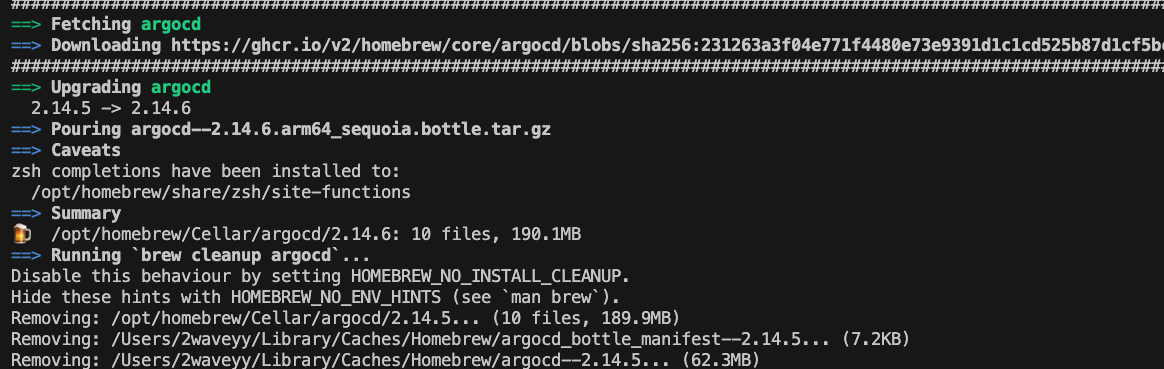 ######################################################################################################################
==> Fetching argocd
==> Downloading https://ghcr.io/v2/homebrew/core/argocd/blobs/sha256:231263a3f04e771f4480e73e9391d1c1cd525b87d1cf5b
######################################################################################################################
==> Upgrading argocd
2.14.5 -> 2.14.6
==> Pouring argocd--2.14.6.arm64_sequoia.bottle.tar.gz
==> Caveats
zsh completions have been installed to:
/opt/homebrew/share/zsh/site-functions
==> Summary
🍺 /opt/homebrew/Cellar/argocd/2.14.6: 10 files, 190.1MB
==> Running `brew cleanup argocd`...
Disable this behaviour by setting HOMEBREW_NO_INSTALL_CLEANUP.
Hide these hints with HOMEBREW_NO_ENV_HINTS (see `man brew`).
Removing: /opt/homebrew/Cellar/argocd/2.14.5... (10 files, 189.9MB)
Removing: /Users/2waveyy/Library/Caches/Homebrew/argocd_bottle_manifest--2.14.5... (7.2KB)
Removing: /Users/2waveyy/Library/Caches/Homebrew/argocd--2.14.5... (62.3MB)